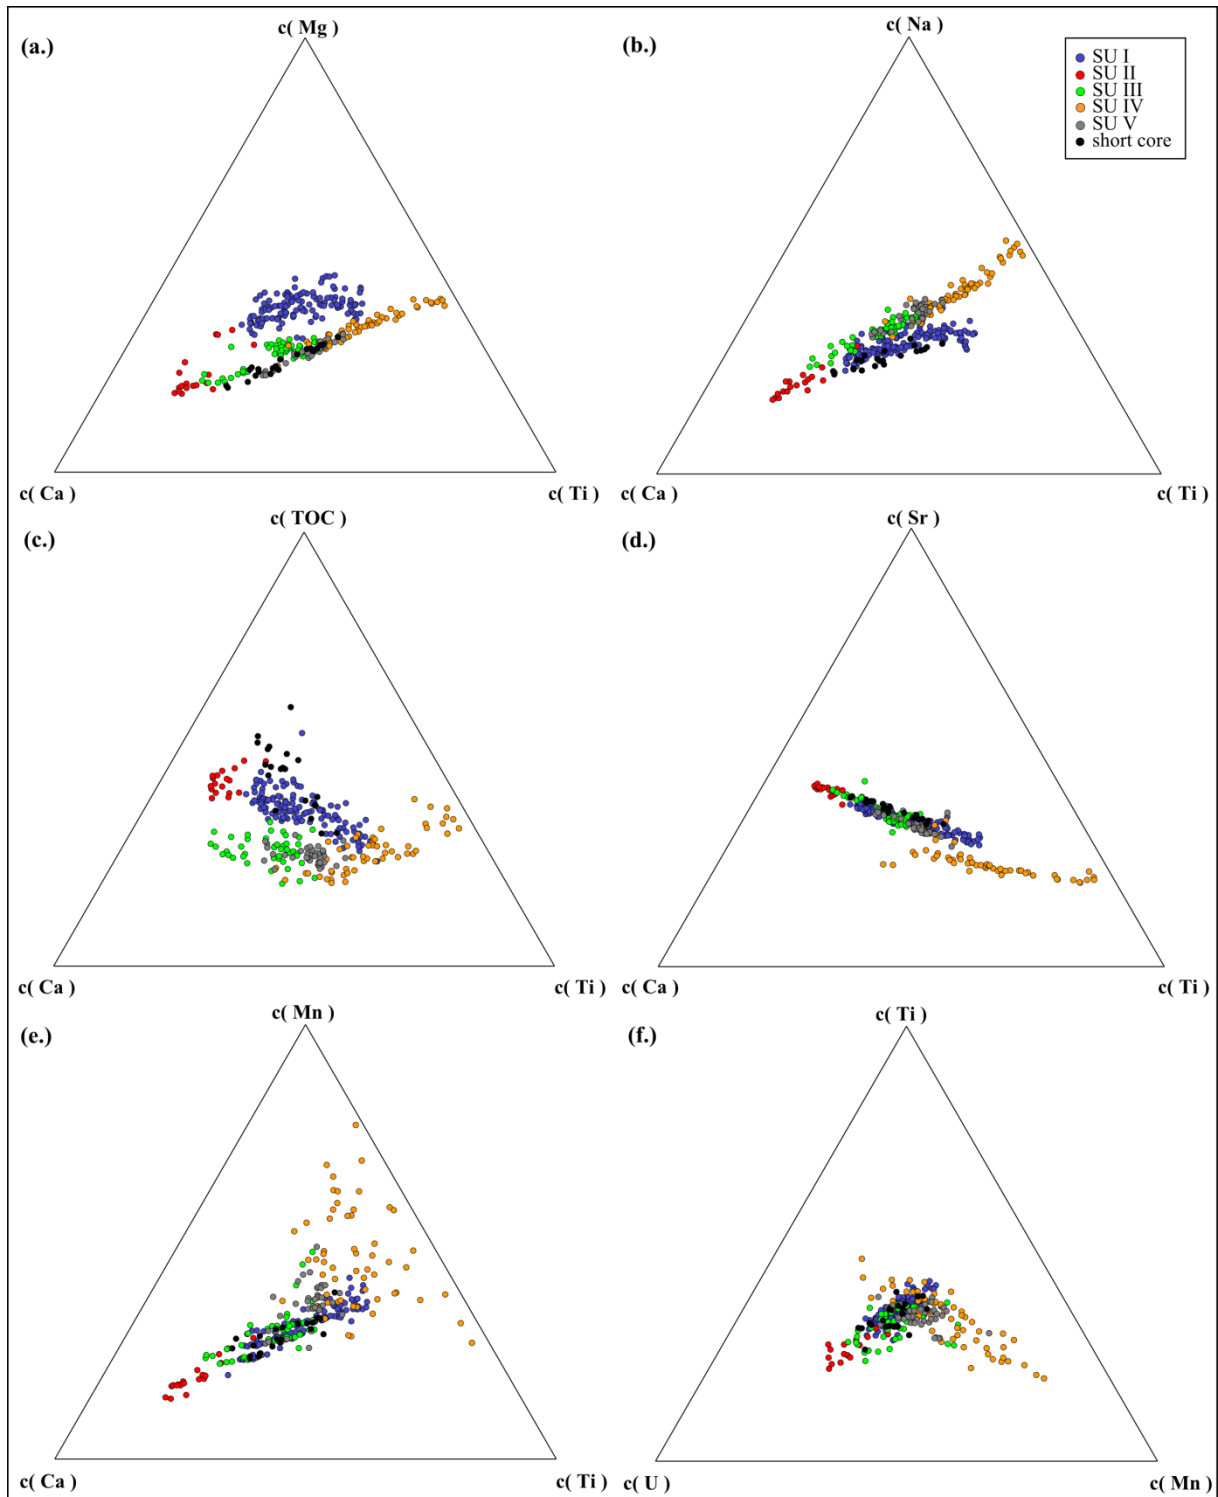 (a.)
c( Mg )
c( Ca )
c( Ti )
(b.)
c( Na )
SU I
SU II
SU III
SU IV
SU V
short core
c( Ca )
c( Ti )
(c.)
c( TOC )
c( Ca )
c( Ti )
(d.)
c( Sr )
c( Ca )
c( Ti )
(e.)
c( Mn )
c( Ca )
c( Ti )
(f.)
c( Ti )
c( U )
c( Mn )